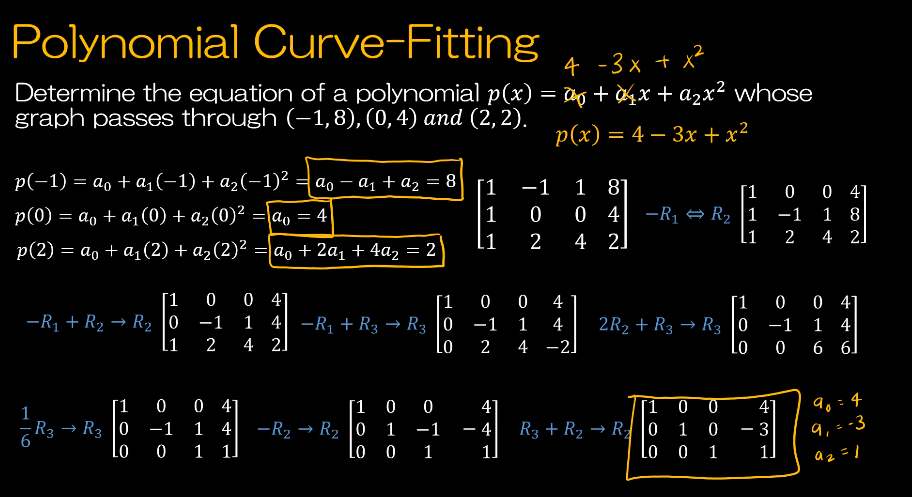 Polynomial Curve-Fitting
4 -3x + x²
Determine the equation of a polynomial p(x) = a₀ + a₁x + a₂x² whose
graph passes through (−1, 8), (0, 4) and (2, 2).
p(x) = 4 − 3x + x²
p(−1) = a₀ + a₁(−1) + a₂(−1)² = a₀ − a₁ + a₂ = 8
p(0) = a₀ + a₁(0) + a₂(0)² = a₀ = 4
p(2) = a₀ + a₁(2) + a₂(2)² = a₀ + 2a₁ + 4a₂ = 2
[1 −1 1 8]
[1 0 0 4]
[1 2 4 2]
−R₁ ⇔ R₂
[1 0 0 4]
[1 −1 1 8]
[1 2 4 2]
−R₁ + R₂ → R₂
[1 0 0 4]
[0 −1 1 4]
[1 2 4 2]
−R₁ + R₃ → R₃
[1 0 0 4]
[0 −1 1 4]
[0 2 4 −2]
2R₂ + R₃ → R₃
[1 0 0 4]
[0 −1 1 4]
[0 0 6 6]
1/6 R₃ → R₃
[1 0 0 4]
[0 −1 1 4]
[0 0 1 1]
−R₂ → R₂
[1 0 0 4]
[0 1 −1 − 4]
[0 0 1 1]
R₃ + R₂ → R₂
[1 0 0 4]
[0 1 0 − 3]
[0 0 1 1]
a₀ = 4
a₁ = -3
a₂ = 1